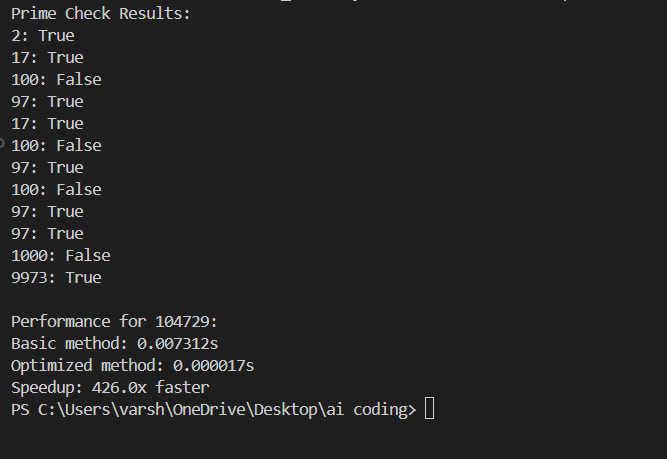 Prime Check Results:
2: True
17: True
100: False
97: True
17: True
100: False
97: True
100: False
97: True
97: True
1000: False
9973: True
Performance for 104729:
Basic method: 0.007312s
Optimized method: 0.000017s
Speedup: 426.0x faster
PS C:\Users\varsh\OneDrive\Desktop\ai coding>